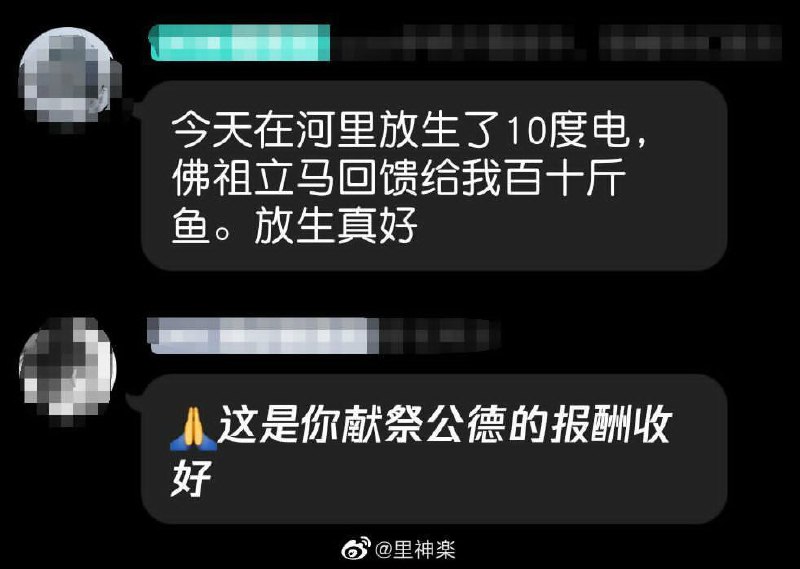 今天在河里放生了10度电，
佛祖立马回馈给我百十斤
鱼。放生真好
🙏这是你献祭公德的报酬收
好
@里神楽